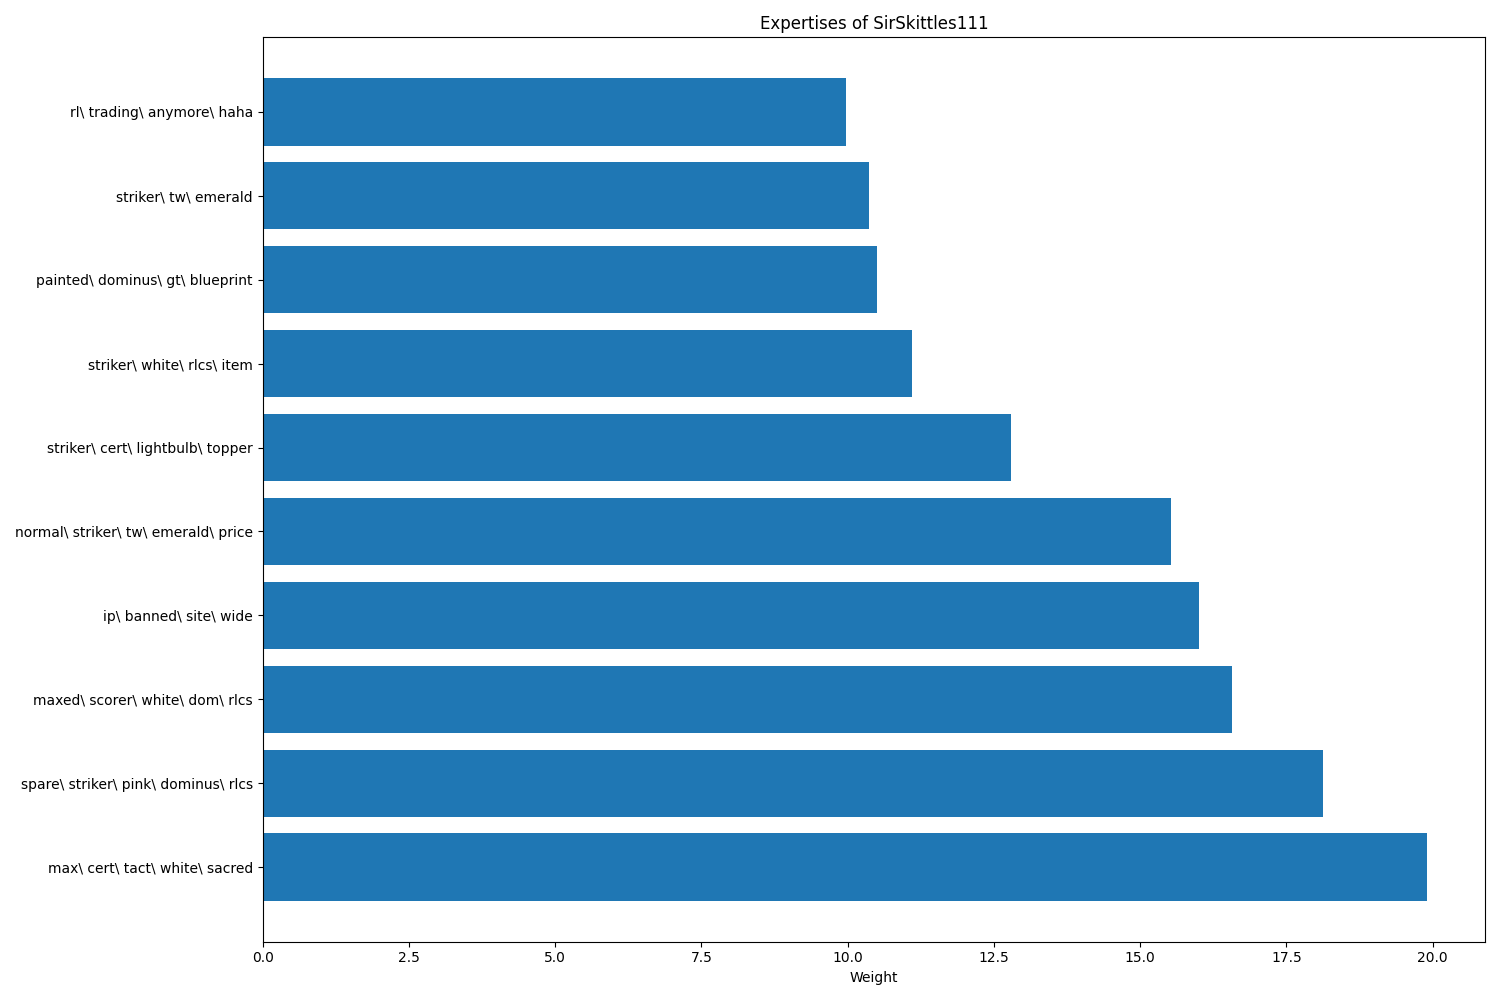 Expertises of SirSkittles111
rl\ trading\ anymore\ haha
striker\ tw\ emerald
painted\ dominus\ gt\ blueprint
striker\ white\ rlcs\ item
striker\ cert\ lightbulb\ topper
normal\ striker\ tw\ emerald\ price
ip\ banned\ site\ wide
maxed\ scorer\ white\ dom\ rlcs
spare\ striker\ pink\ dominus\ rlcs
max\ cert\ tact\ white\ sacred
0.0 2.5 5.0 7.5 10.0 12.5 15.0 17.5 20.0
Weight